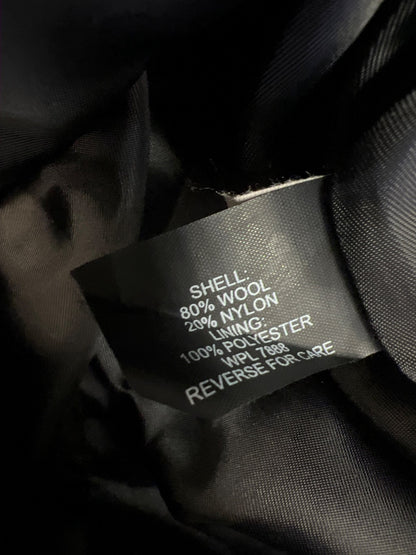 SHELL:
80% WOOL
20% NYLON
LINING:
100% POLYESTER
WPL 7888
REVERSE FOR CARE